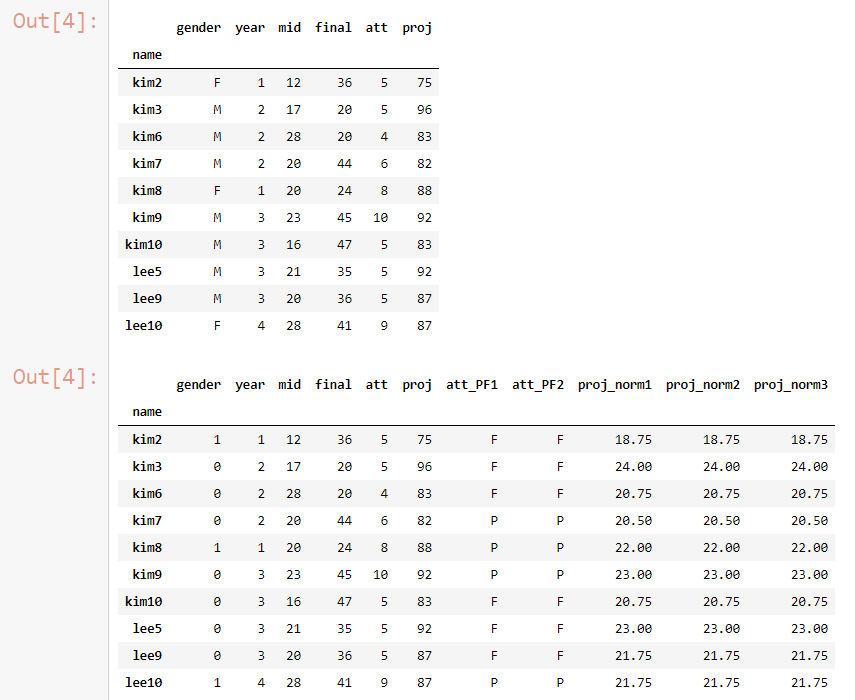 Out[4]:
gender year mid final att proj
name
kim2 F 1 12 36 5 75
kim3 M 2 17 20 5 96
kim6 M 2 28 20 4 83
kim7 M 2 20 44 6 82
kim8 F 1 20 24 8 88
kim9 M 3 23 45 10 92
kim10 M 3 16 47 5 83
lee5 M 3 21 35 5 92
lee9 M 3 20 36 5 87
lee10 F 4 28 41 9 87
Out[4]:
gender year mid final att proj att_PF1 att_PF2 proj_norm1 proj_norm2 proj_norm3
name
kim2 1 1 12 36 5 75 F F 18.75 18.75 18.75
kim3 0 2 17 20 5 96 F F 24.00 24.00 24.00
kim6 0 2 28 20 4 83 F F 20.75 20.75 20.75
kim7 0 2 20 44 6 82 P P 20.50 20.50 20.50
kim8 1 1 20 24 8 88 P P 22.00 22.00 22.00
kim9 0 3 23 45 10 92 P P 23.00 23.00 23.00
kim10 0 3 16 47 5 83 F F 20.75 20.75 20.75
lee5 0 3 21 35 5 92 F F 23.00 23.00 23.00
lee9 0 3 20 36 5 87 F F 21.75 21.75 21.75
lee10 1 4 28 41 9 87 P P 21.75 21.75 21.75